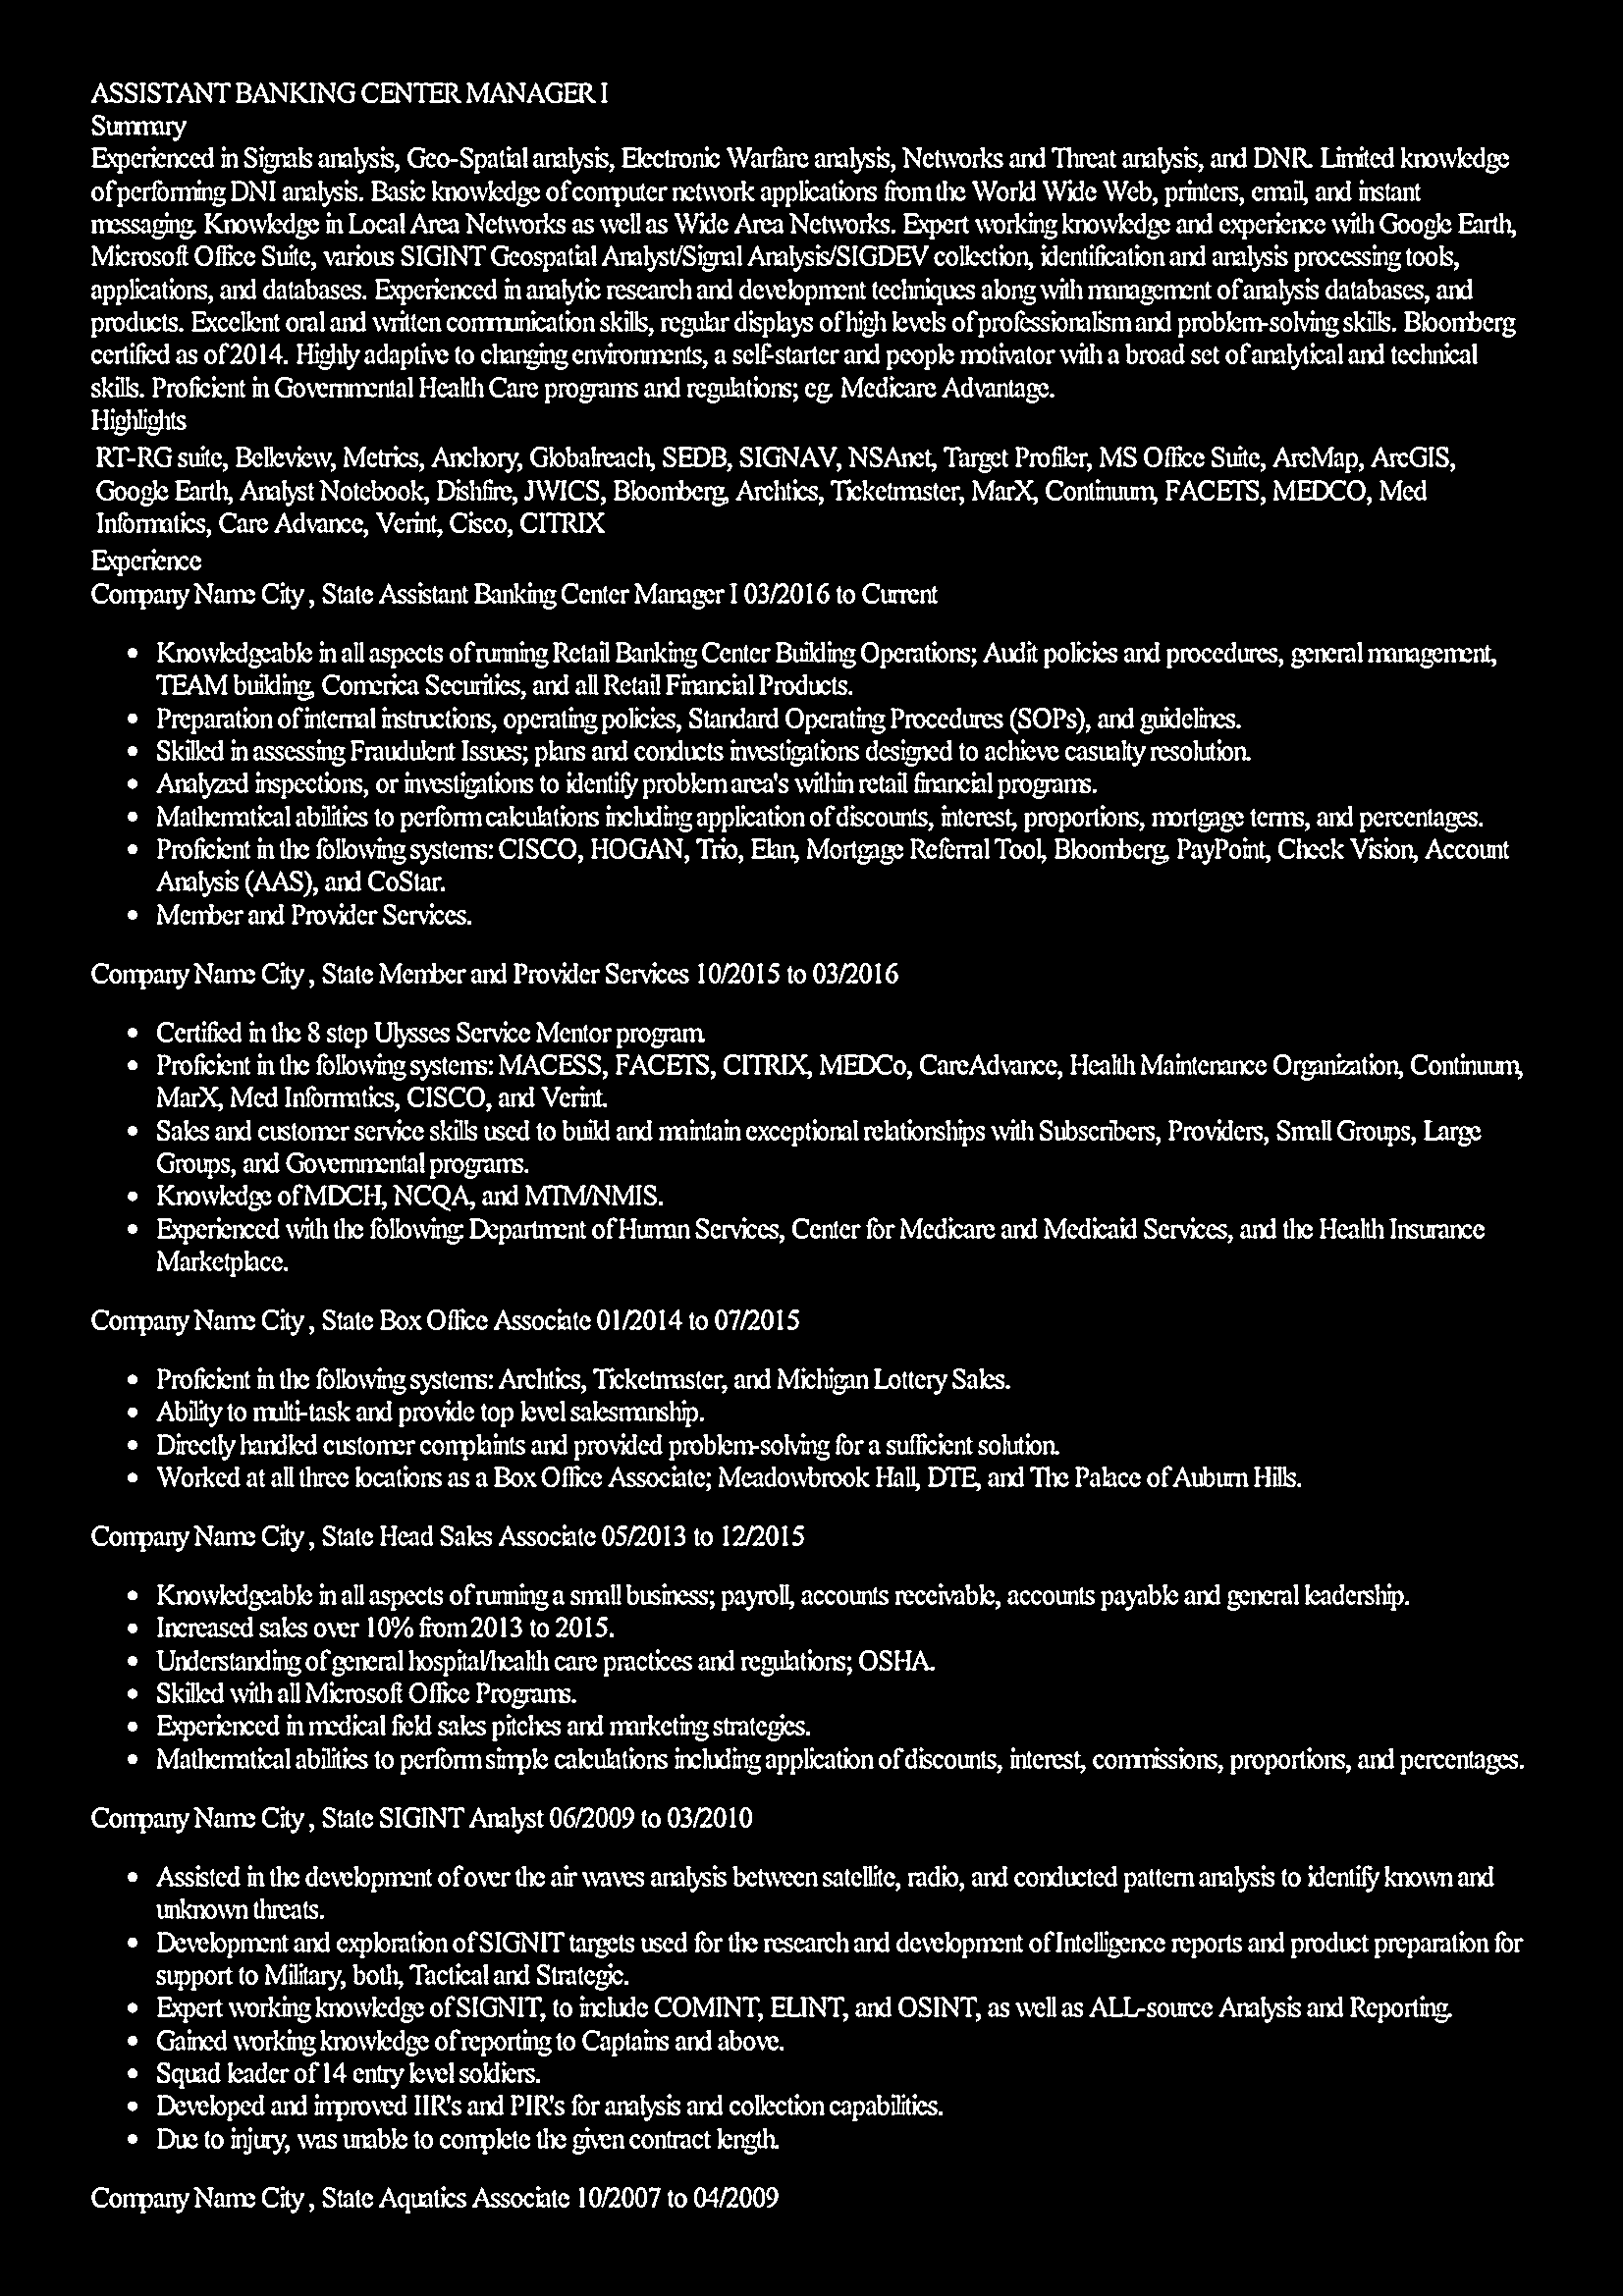 ASSISTANT BANKING CENTER MANAGER I
Summary
Experienced in Signals analysis, Geo-Spatial analysis, Electronic Warfare analysis, Networks and Threat analysis, and DNR. Limited knowledge
of performing DNI analysis. Basic knowledge of computer network applications from the World Wide Web, printers, email, and instant
messaging. Knowledge in Local Area Networks as well as Wide Area Networks. Expert working knowledge and experience with Google Earth,
Microsoft Office Suite, various SIGINT Geospatial Analyst/Signal Analysis/SIGDEV collection, identification and analysis processing tools,
applications, and databases. Experienced in analytic research and development techniques along with management of analysis databases, and
products. Excellent oral and written communication skills, regular displays of high levels of professionalism and problem-solving skills. Bloomberg
certified as of 2014. Highly adaptive to changing environments, a self-starter and people motivator with a broad set of analytical and technical
skills. Proficient in Governmental Health Care programs and regulations; eg. Medicare Advantage.
Highlights
RT-RG suite, Belleview, Metrics, Anchory, Globalreach, SEDB, SIGNAV, NSAnet, Target Profiler, MS Office Suite, ArcMap, ArcGIS,
Google Earth, Analyst Notebook, Dishfire, JWICS, Bloomberg, Archtics, Ticketmaster, MarX, Continuum, FACETS, MEDCO, Med
Informatics, Care Advance, Verint, Cisco, CITRIX
Experience
Company Name City , State Assistant Banking Center Manager I 03/2016 to Current
• Knowledgeable in all aspects of running Retail Banking Center Building Operations; Audit policies and procedures, general management,
TEAM building, Comerica Securities, and all Retail Financial Products.
• Preparation of internal instructions, operating policies, Standard Operating Procedures (SOPs), and guidelines.
• Skilled in assessing Fraudulent Issues; plans and conducts investigations designed to achieve casualty resolution.
• Analyzed inspections, or investigations to identify problem area's within retail financial programs.
• Mathematical abilities to perform calculations including application of discounts, interest, proportions, mortgage terms, and percentages.
• Proficient in the following systems: CISCO, HOGAN, Trio, Elan, Mortgage Referral Tool, Bloomberg, PayPoint, Check Vision, Account
Analysis (AAS), and CoStar.
• Member and Provider Services.
Company Name City , State Member and Provider Services 10/2015 to 03/2016
• Certified in the 8 step Ulysses Service Mentor program.
• Proficient in the following systems: MACESS, FACETS, CITRIX, MEDCo, CareAdvance, Health Maintenance Organization, Continuum,
MarX, Med Informatics, CISCO, and Verint.
• Sales and customer service skills used to build and maintain exceptional relationships with Subscribers, Providers, Small Groups, Large
Groups, and Governmental programs.
• Knowledge of MDCH, NCQA, and MTM/NMIS.
• Experienced with the following: Department of Human Services, Center for Medicare and Medicaid Services, and the Health Insurance
Marketplace.
Company Name City , State Box Office Associate 01/2014 to 07/2015
• Proficient in the following systems: Archtics, Ticketmaster, and Michigan Lottery Sales.
• Ability to multi-task and provide top level salesmanship.
• Directly handled customer complaints and provided problem-solving for a sufficient solution.
• Worked at all three locations as a Box Office Associate; Meadowbrook Hall, DTE, and The Palace of Auburn Hills.
Company Name City , State Head Sales Associate 05/2013 to 12/2015
• Knowledgeable in all aspects of running a small business; payroll, accounts receivable, accounts payable and general leadership.
• Increased sales over 10% from 2013 to 2015.
• Understanding of general hospital/health care practices and regulations; OSHA.
• Skilled with all Microsoft Office Programs.
• Experienced in medical field sales pitches and marketing strategies.
• Mathematical abilities to perform simple calculations including application of discounts, interest, commissions, proportions, and percentages.
Company Name City , State SIGINT Analyst 06/2009 to 03/2010
• Assisted in the development of over the air waves analysis between satellite, radio, and conducted pattern analysis to identify known and
unknown threats.
• Development and exploration of SIGNIT targets used for the research and development of Intelligence reports and product preparation for
support to Military, both, Tactical and Strategic.
• Expert working knowledge of SIGNIT, to include COMINT, ELINT, and OSINT, as well as ALL-source Analysis and Reporting.
• Gained working knowledge of reporting to Captains and above.
• Squad leader of 14 entry level soldiers.
• Developed and improved IIR's and PIR's for analysis and collection capabilities.
• Due to injury, was unable to complete the given contract length.
Company Name City , State Aquatics Associate 10/2007 to 04/2009